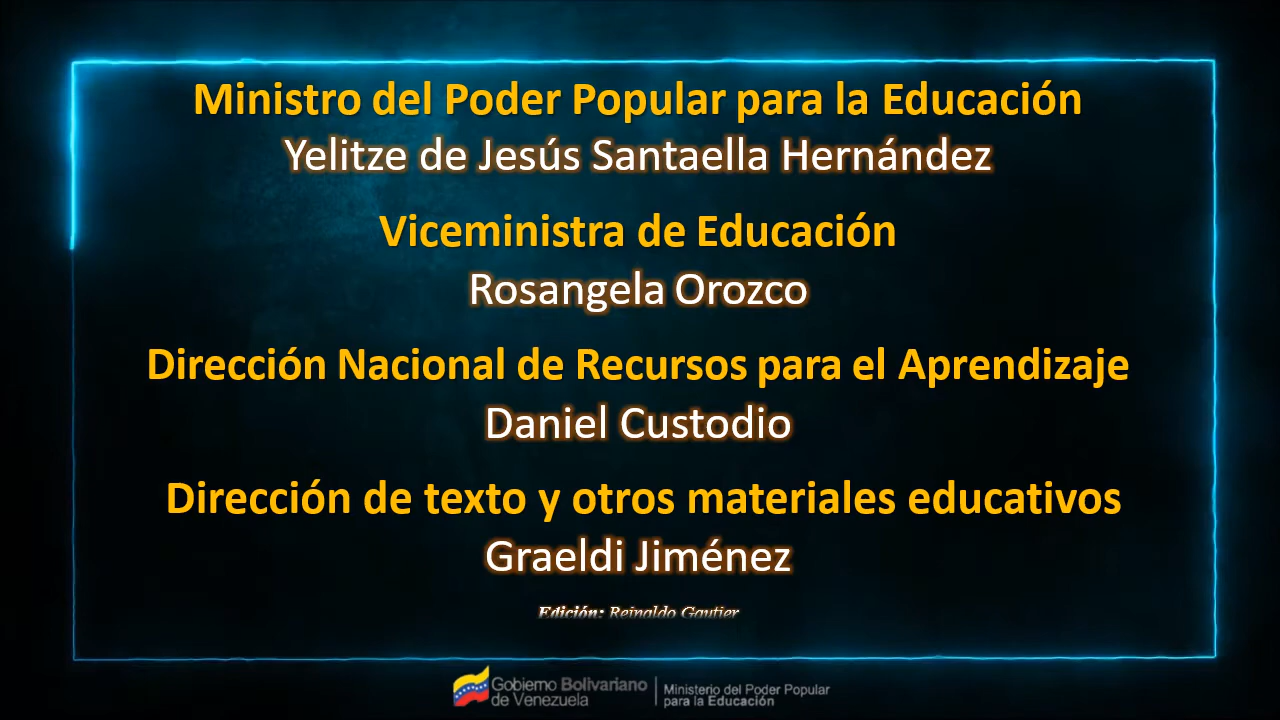 Ministro del Poder Popular para la Educación
Yelitze de Jesús Santaella Hernández
Viceministra de Educación
Rosangela Orozco
Dirección Nacional de Recursos para el Aprendizaje
Daniel Custodio
Dirección de texto y otros materiales educativos
Graeldi Jiménez
Edición: Reinaldo Gautier
Gobierno Bolivariano
de Venezuela
Ministerio del Poder Popular
para la Educación